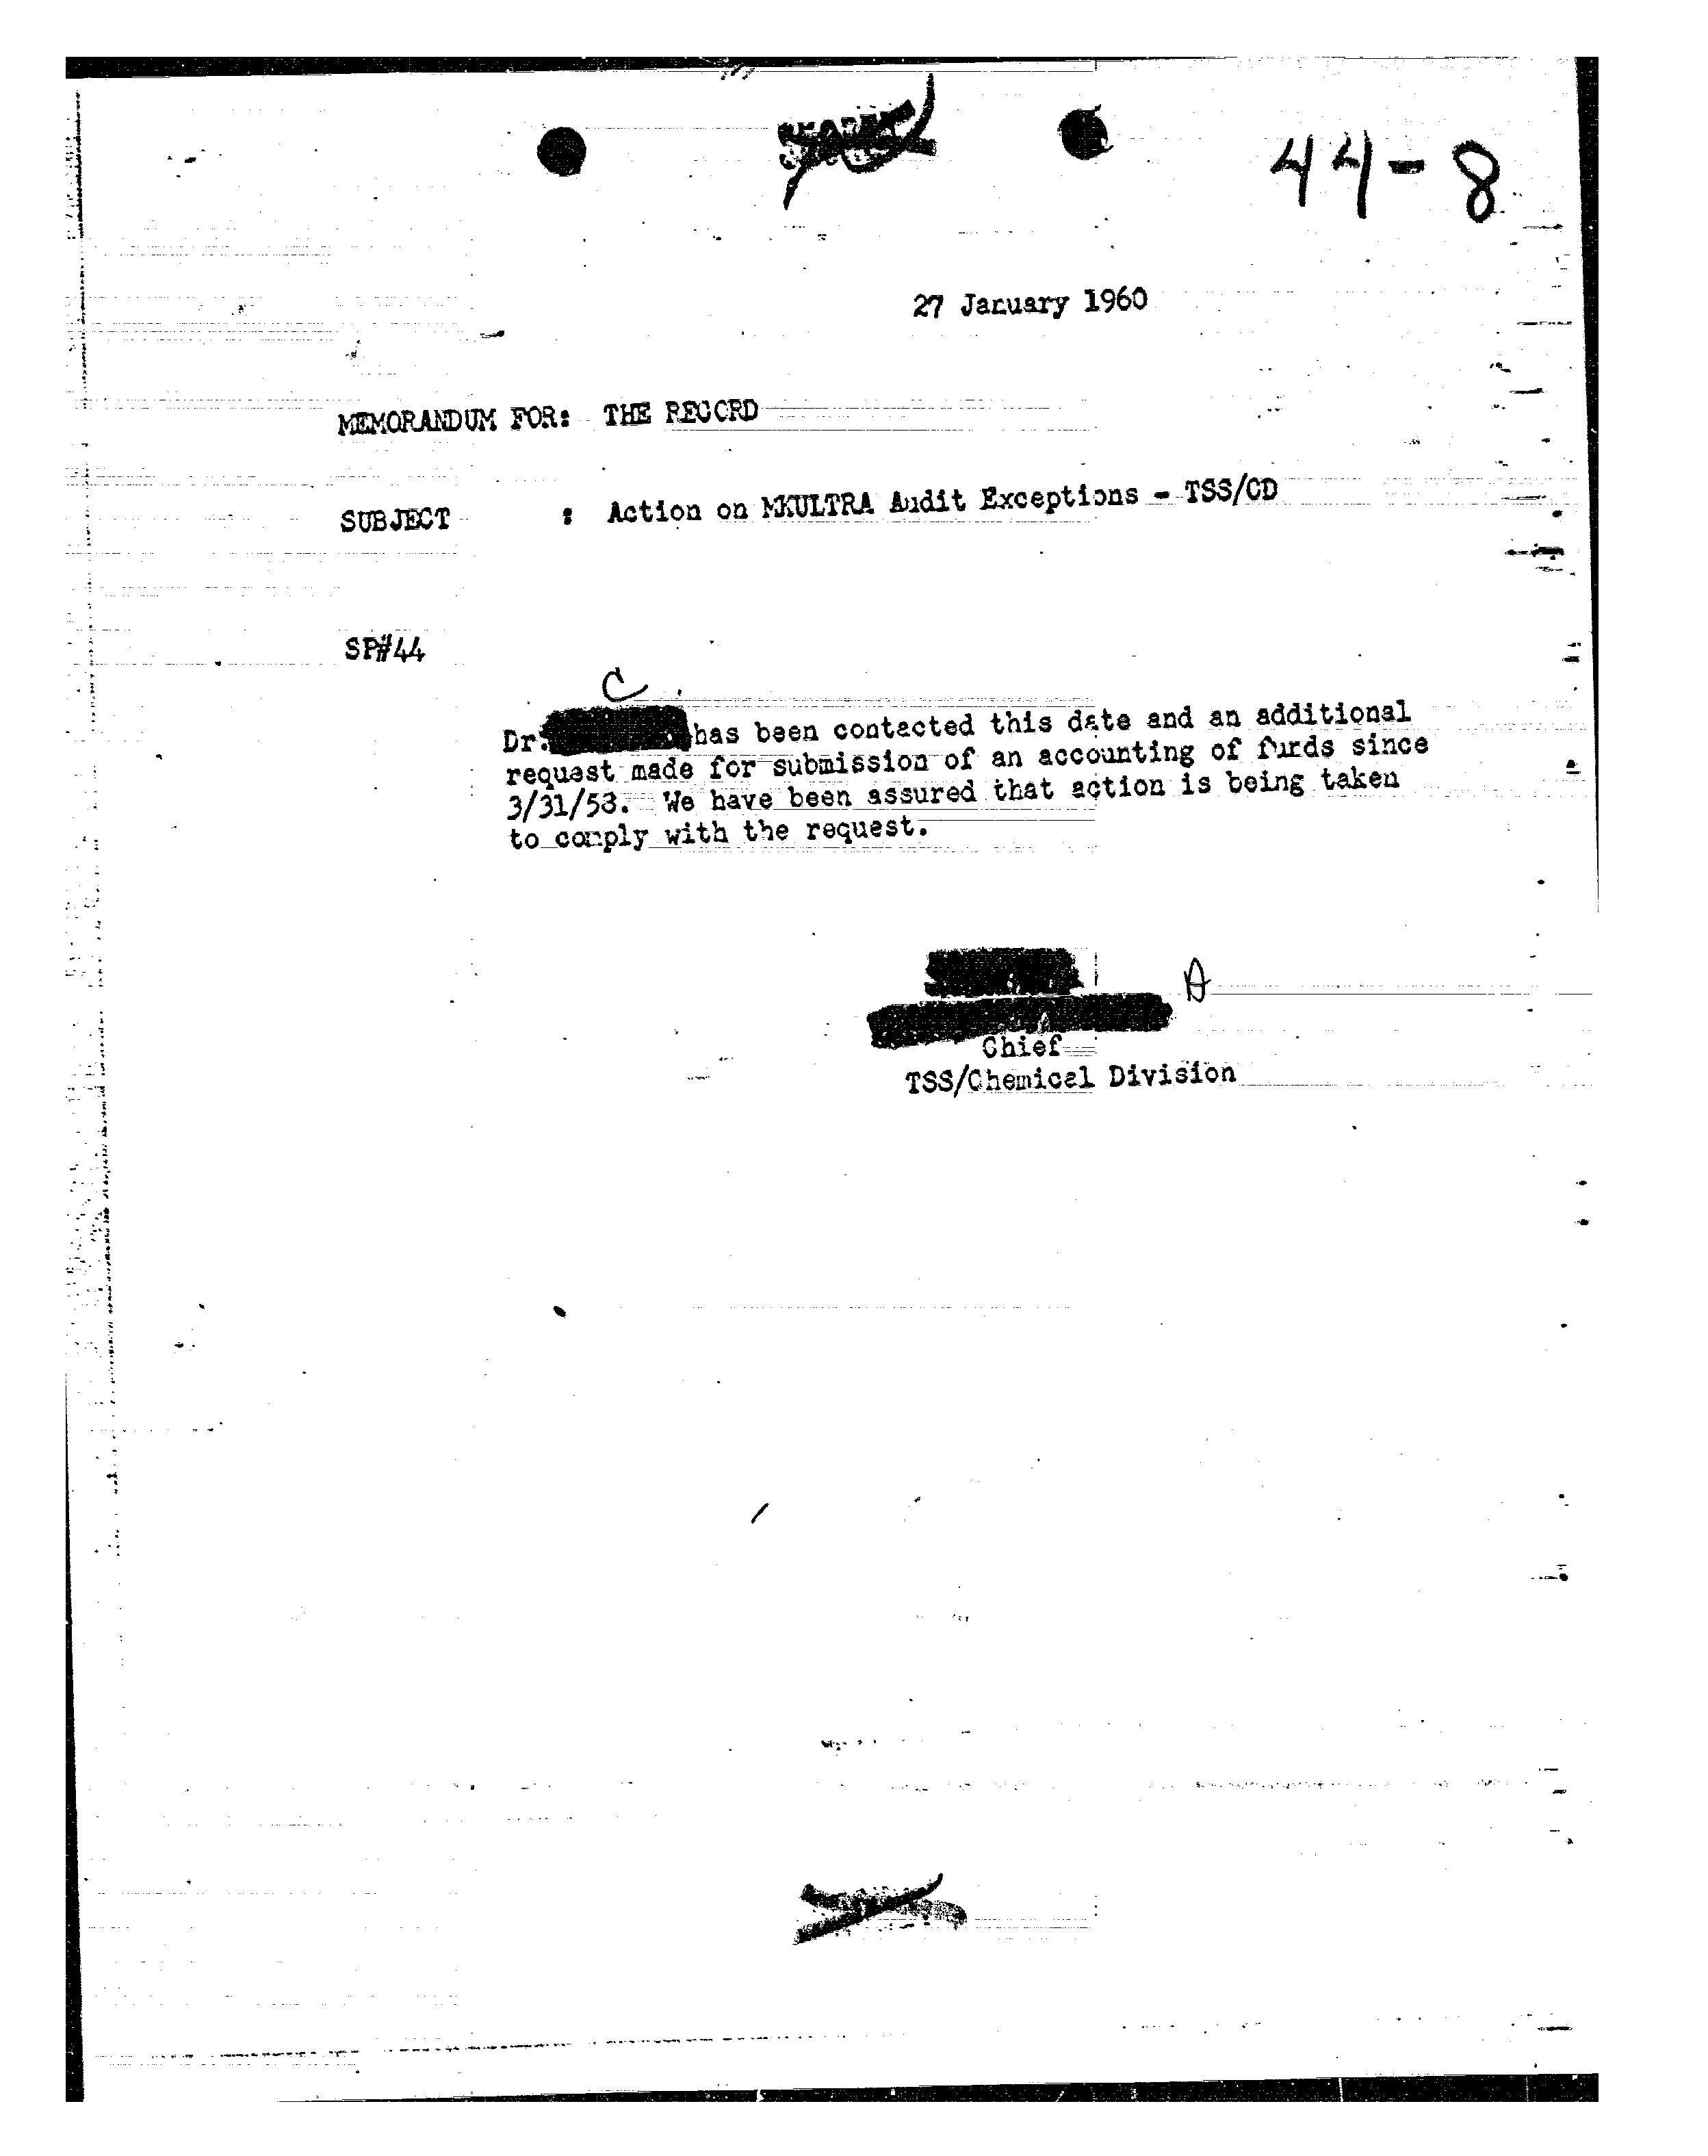 44-8
27 January 1960
MEMORANDUM FOR: THE RECORD
SUBJECT : Action on MKULTRA Audit Exceptions - TSS/CD
SP#44
C
Dr. has been contacted this date and an additional
request made for submission of an accounting of funds since
3/31/58. We have been assured that action is being taken
to comply with the request.
A
Chief
TSS/Chemical Division